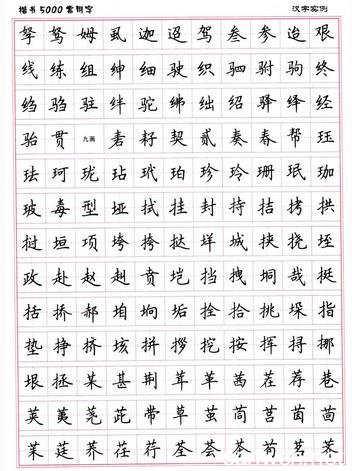 楷书5000常用字 汉字实例
孥 驽 姆 虱 迦 迢 驾 叁 参 迨 艰
线 练 组 绅 细 驶 织 驷 驸 驹 终
绉 驺 驻 绊 驼 绋 绌 绍 驿 绎 经
骀 贯 九画 砉 籽 契 贰 奏 春 帮 珏
珐 珂 珑 玷 玳 珀 珍 玲 珊 珉 珈
玻 毒 型 垭 拭 挂 封 持 拮 拷 拱
挝 垣 项 垮 挎 挞 垟 城 挟 挠 垤
政 赴 赵 赳 贲 垲 挡 拽 垌 哉 挺
括 挢 郝 垍 垧 垢 拴 拾 挑 垛 指
垫 挣 挤 垓 拼 拶 挖 按 挥 挦 挪
垠 拯 某 甚 荆 茸 革 茜 茬 荐 巷
荚 荑 荛 茈 带 草 茧 茼 莒 茵 茴
茱 莛 荞 茯 荇 荃 荟 茶 荀 茗 荠